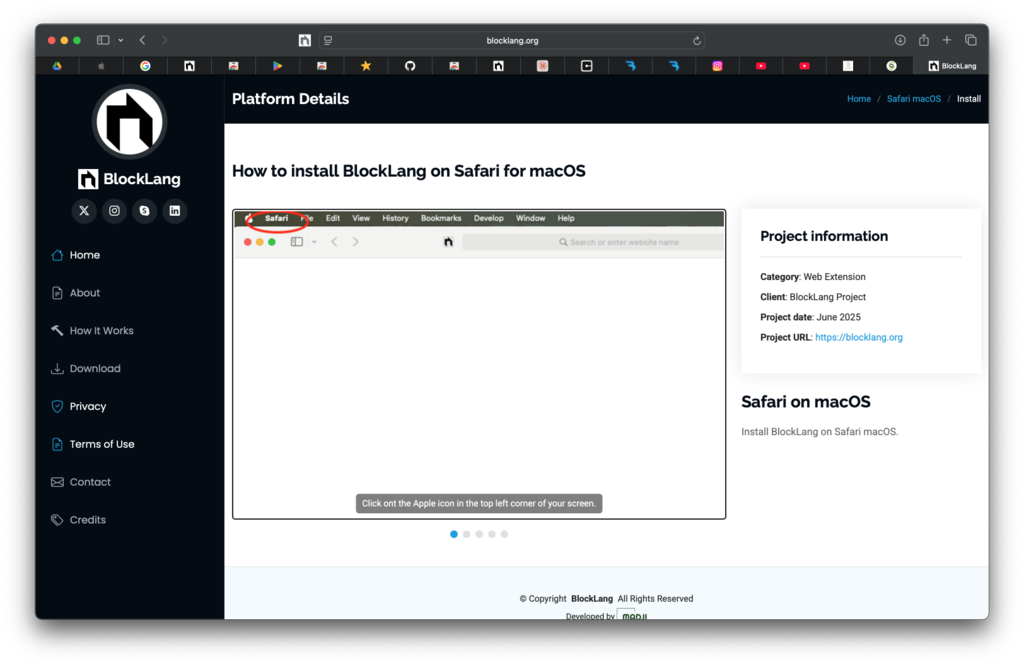 blocklang.org
BlockLang
BlockLang
Home
About
How It Works
Download
Privacy
Terms of Use
Contact
Credits
Platform Details
Home / Safari macOS / Install
How to install BlockLang on Safari for macOS
Safari File Edit View History Bookmarks Develop Window Help
Search or enter website name
Click ont the Apple icon in the top left corner of your screen.
Project information
Category: Web Extension
Client: BlockLang Project
Project date: June 2025
Project URL: https://blocklang.org
Safari on macOS
Install BlockLang on Safari macOS.
© Copyright BlockLang All Rights Reserved
Developed by MADJI